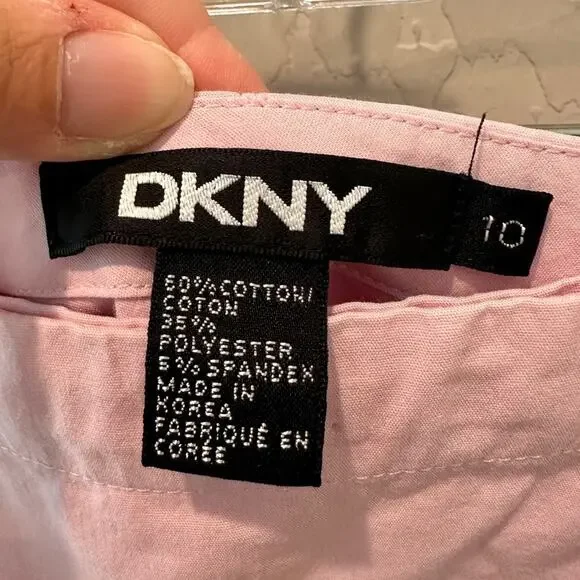 DKNY
10
60% COTTON/
COTON
35%
POLYESTER
5% SPANDEX
MADE IN
KOREA
FABRIQUÉ EN
CORÉE